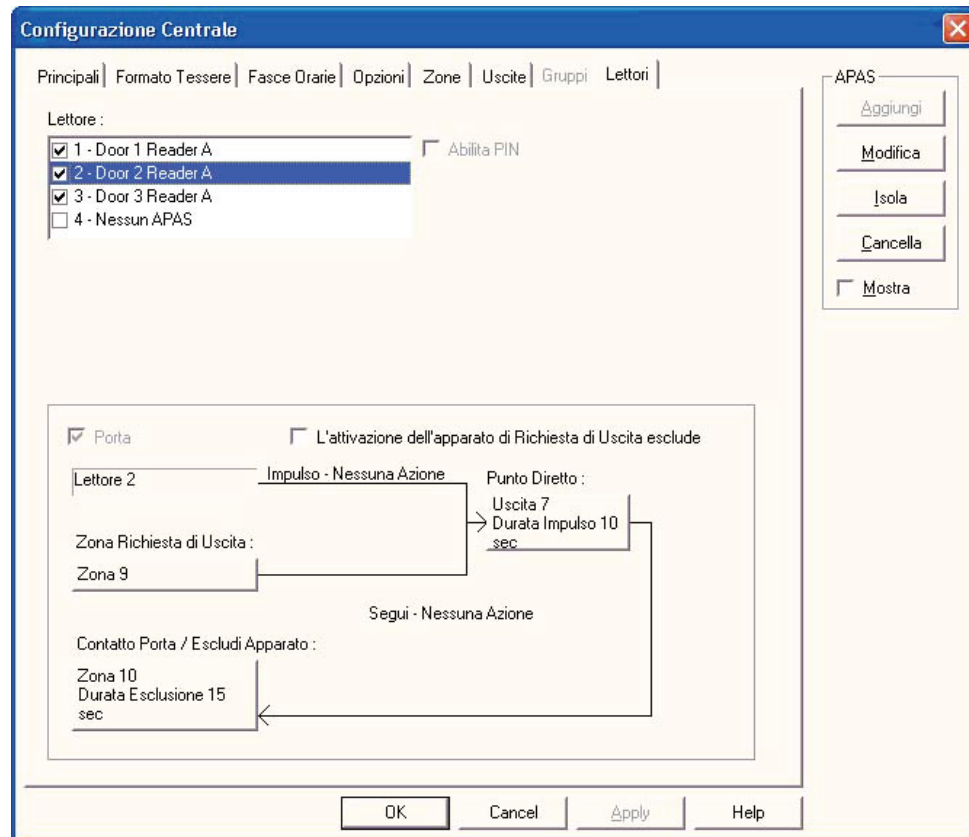 Configurazione Centrale
Principali Formato Tessere Fasce Orarie Opzioni Zone Uscite Gruppi Lettori
Lettore :
1 - Door 1 Reader A
2 - Door 2 Reader A
3 - Door 3 Reader A
4 - Nessun APAS
Abilita PIN
APAS
Aggiungi
Modifica
Isola
Cancella
Mostra
Porta
L'attivazione dell'apparato di Richiesta di Uscita esclude
Lettore 2
Impulso - Nessuna Azione
Punto Diretto :
Uscita 7
Durata Impulso 10
sec
Zona Richiesta di Uscita :
Zona 9
Segui - Nessuna Azione
Contatto Porta / Escludi Apparato :
Zona 10
Durata Esclusione 15
sec
OK Cancel Apply Help